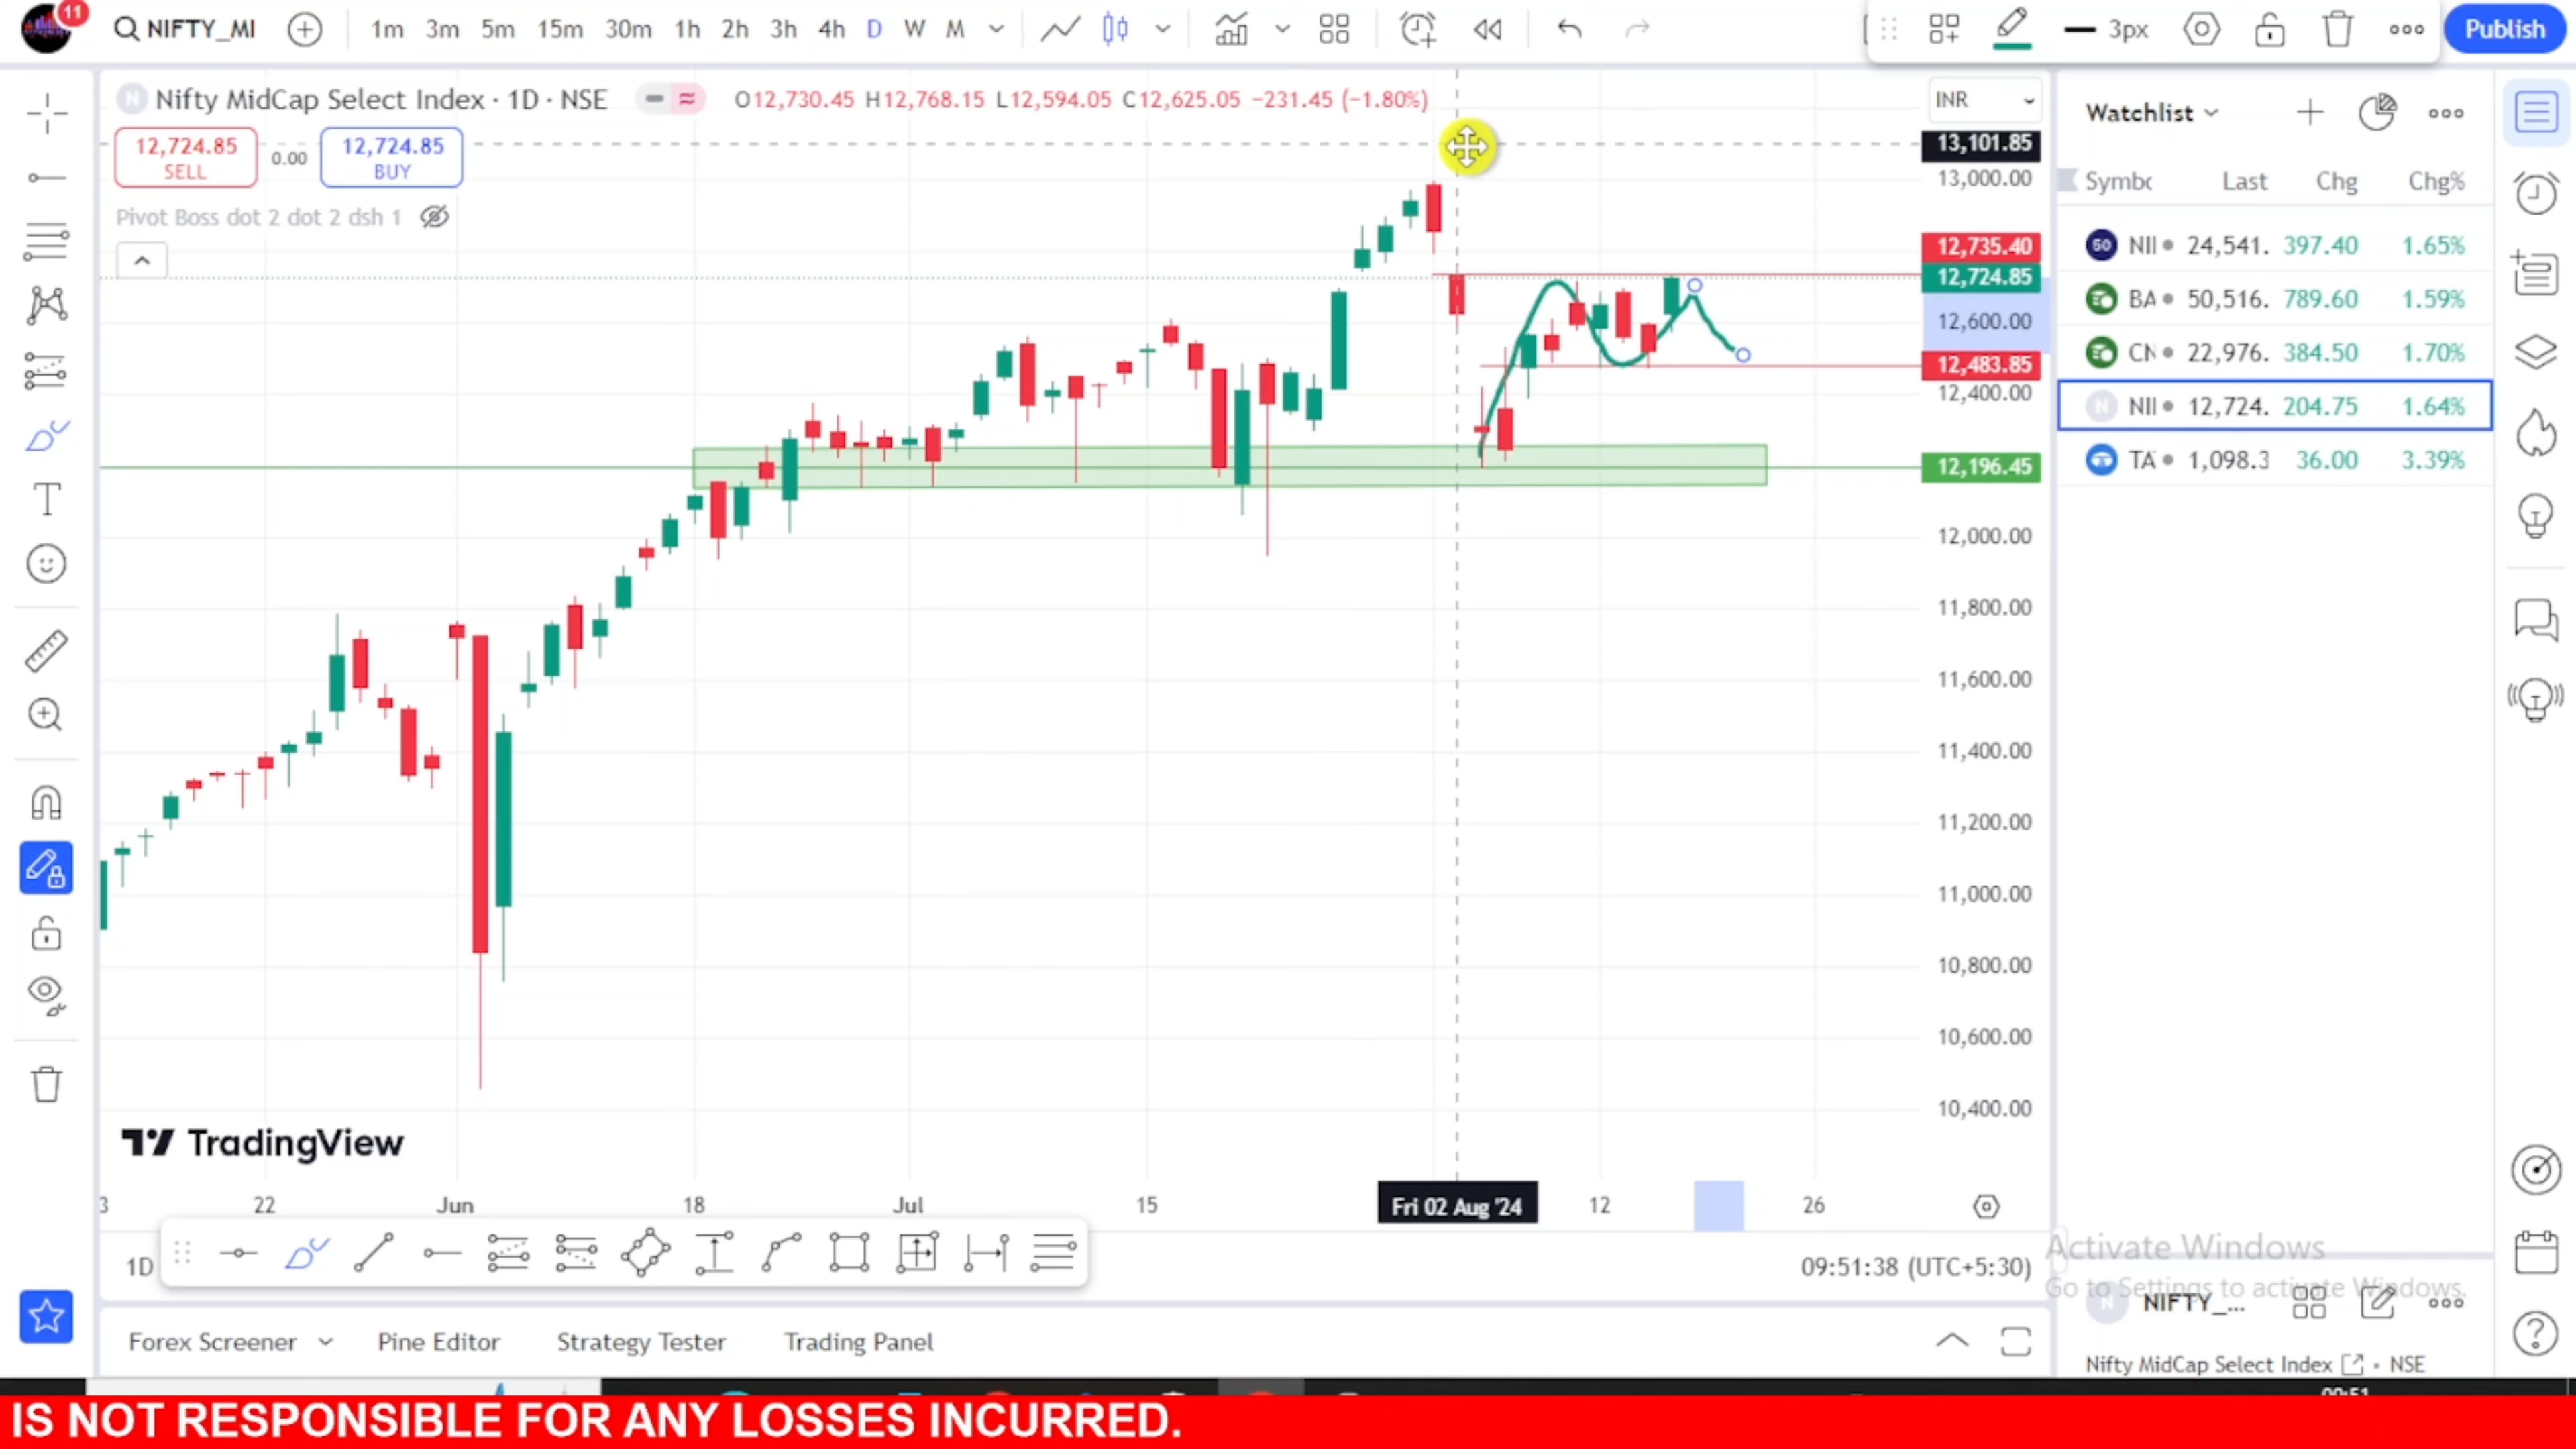 11
NIFTY_MI 1m 3m 5m 15m 30m 1h 2h 3h 4h D W M 3px Publish
N Nifty MidCap Select Index · 1D · NSE O12,730.45 H12,768.15 L12,594.05 C12,625.05 −231.45 (−1.80%)
INR
12,724.85 SELL
0.00
12,724.85 BUY
Pivot Boss dot 2 dot 2 dsh 1
13,101.85
13,000.00
12,735.40
12,724.85
12,600.00
12,483.85
12,400.00
12,196.45
12,000.00
11,800.00
11,600.00
11,400.00
11,200.00
11,000.00
10,800.00
10,600.00
10,400.00
Watchlist
Symbc Last Chg Chg%
50 NII 24,541. 397.40 1.65%
BA 50,516. 789.60 1.59%
CN 22,976. 384.50 1.70%
N NII 12,724. 204.75 1.64%
TA 1,098.3 36.00 3.39%
TradingView
3 22 Jun 18 Jul 15 Fri 02 Aug '24 12 26
1D
09:51:38 (UTC+5:30)
Activate Windows
Go to Settings to activate Windows.
N NIFTY_...
Forex Screener Pine Editor Strategy Tester Trading Panel
Nifty MidCap Select Index • NSE
IS NOT RESPONSIBLE FOR ANY LOSSES INCURRED.